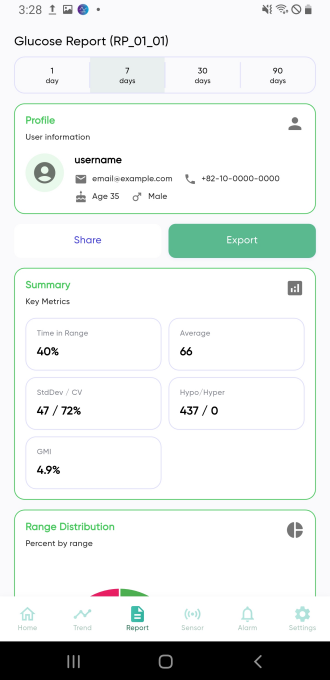 3:28
Glucose Report (RP_01_01)
1
day
7
days
30
days
90
days
Profile
User information
username
email@example.com
+82-10-0000-0000
Age 35
Male
Share
Export
Summary
Key Metrics
Time in Range
40%
Average
66
StdDev / CV
47 / 72%
Hypo/Hyper
437 / 0
GMI
4.9%
Range Distribution
Percent by range
Home
Trend
Report
Sensor
Alarm
Settings